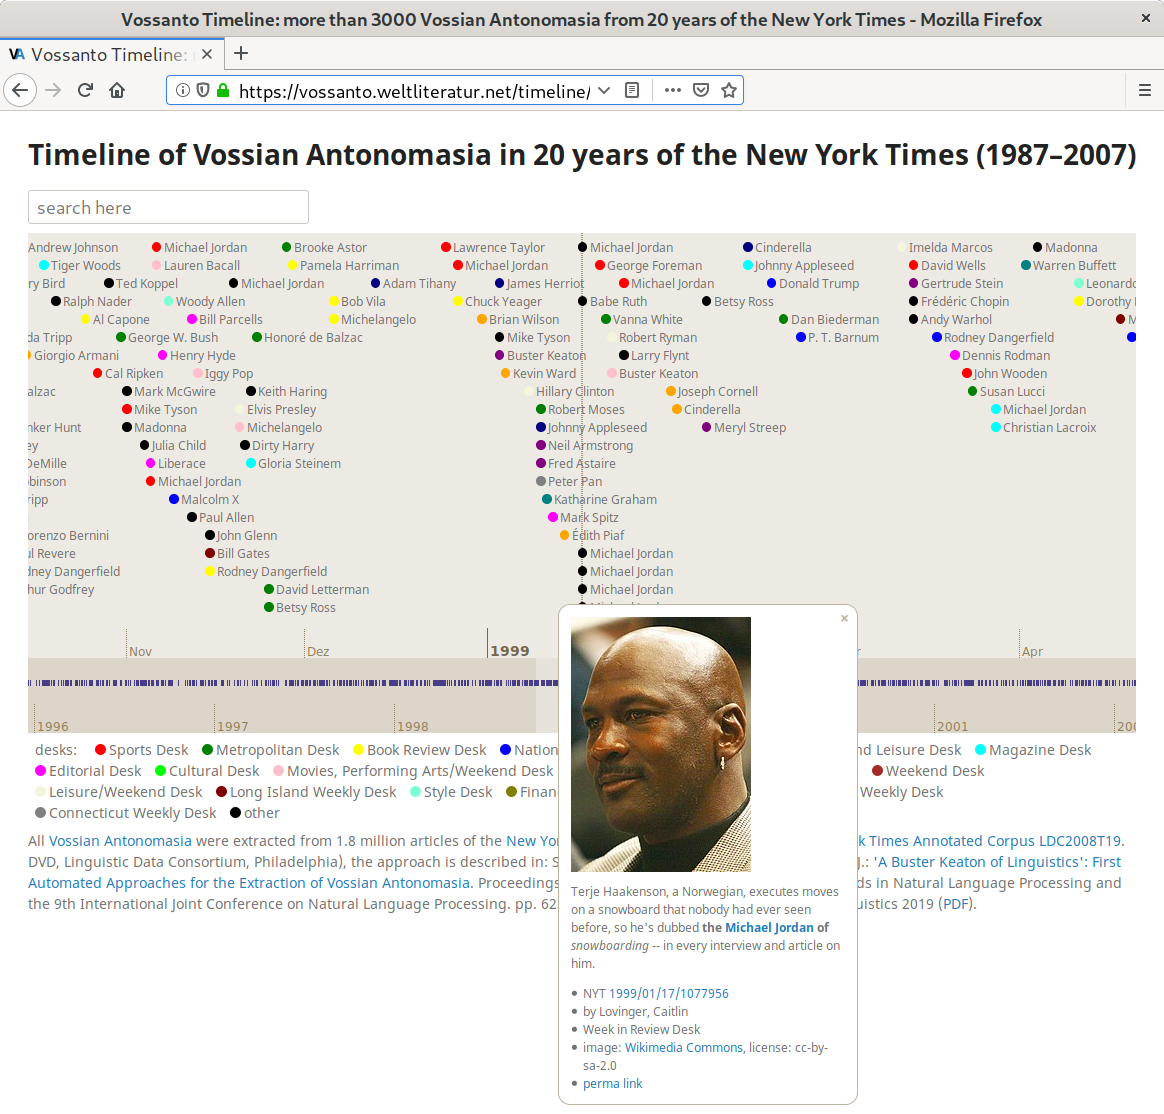 Vossanto Timeline: more than 3000 Vossian Antonomasia from 20 years of the New York Times - Mozilla Firefox
Vossanto Timeline:
https://vossanto.weltliteratur.net/timeline/
Timeline of Vossian Antonomasia in 20 years of the New York Times (1987–2007)
search here
Andrew Johnson Michael Jordan Brooke Astor Lawrence Taylor Michael Jordan Cinderella Imelda Marcos Madonna
Tiger Woods Lauren Bacall Pamela Harriman Michael Jordan George Foreman Johnny Appleseed David Wells Warren Buffett
ry Bird Ted Koppel Michael Jordan Adam Tihany James Herriot Michael Jordan Donald Trump Gertrude Stein Leonard
Ralph Nader Woody Allen Bob Vila Chuck Yeager Babe Ruth Betsy Ross Frédéric Chopin Dorothy
Al Capone Bill Parcells Michelangelo Brian Wilson Vanna White Dan Biederman Andy Warhol M
da Tripp George W. Bush Honoré de Balzac Mike Tyson Robert Ryman P. T. Barnum Rodney Dangerfield
Giorgio Armani Henry Hyde Buster Keaton Larry Flynt Dennis Rodman
Cal Ripken Iggy Pop Kevin Ward Buster Keaton John Wooden
alzac Mark McGwire Keith Haring Hillary Clinton Joseph Cornell Susan Lucci
Mike Tyson Elvis Presley Robert Moses Cinderella Michael Jordan
nker Hunt Madonna Michelangelo Johnny Appleseed Meryl Streep Christian Lacroix
ey Julia Child Dirty Harry Neil Armstrong
DeMille Liberace Gloria Steinem Fred Astaire
obinson Michael Jordan Peter Pan
ripp Malcolm X Katharine Graham
Paul Allen Mark Spitz
orenzo Bernini John Glenn Édith Piaf
ul Revere Bill Gates Michael Jordan
dney Dangerfield Rodney Dangerfield Michael Jordan
hur Godfrey David Letterman Michael Jordan
Betsy Ross
Nov Dez 1999 Apr
1996 1997 1998 2001
desks: Sports Desk Metropolitan Desk Book Review Desk Nation nd Leisure Desk Magazine Desk
Editorial Desk Cultural Desk Movies, Performing Arts/Weekend Desk Weekend Desk
Leisure/Weekend Desk Long Island Weekly Desk Style Desk Finan Weekly Desk
Connecticut Weekly Desk other
All Vossian Antonomasia were extracted from 1.8 million articles of the New Yo k Times Annotated Corpus LDC2008T19.
DVD, Linguistic Data Consortium, Philadelphia), the approach is described in: S .: 'A Buster Keaton of Linguistics': First
Automated Approaches for the Extraction of Vossian Antonomasia. Proceedings ds in Natural Language Processing and
the 9th International Joint Conference on Natural Language Processing. pp. 62 uistics 2019 (PDF).
×
Terje Haakenson, a Norwegian, executes moves
on a snowboard that nobody had ever seen
before, so he's dubbed the Michael Jordan of
snowboarding -- in every interview and article on
him.
NYT 1999/01/17/1077956
by Lovinger, Caitlin
Week in Review Desk
image: Wikimedia Commons, license: cc-by-
sa-2.0
perma link